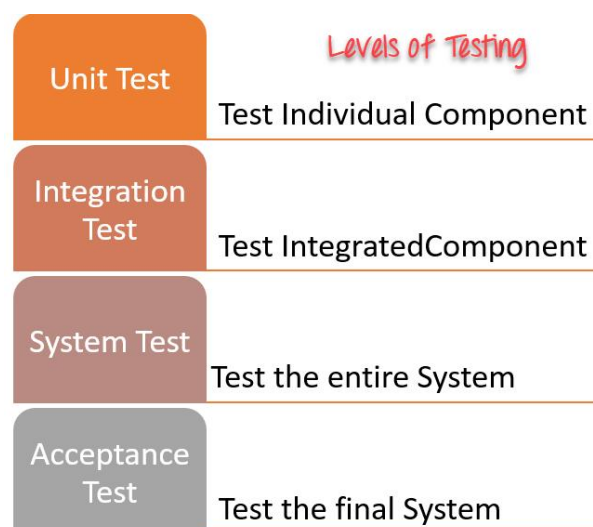 Levels of Testing
Unit Test
Test Individual Component
Integration
Test
Test IntegratedComponent
System Test
Test the entire System
Acceptance
Test
Test the final System